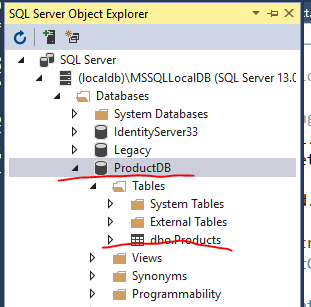 SQL Server Object Explorer
SQL Server
(localdb)\MSSQLLocalDB (SQL Server 13.0
Databases
System Databases
IdentityServer33
Legacy
ProductDB
Tables
System Tables
External Tables
dbo.Products
Views
Synonyms
Programmability